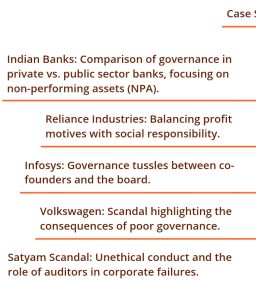 Case
Indian Banks: Comparison of governance in
private vs. public sector banks, focusing on
non-performing assets (NPA).
Reliance Industries: Balancing profit
motives with social responsibility.
Infosys: Governance tussles between co-
founders and the board.
Volkswagen: Scandal highlighting the
consequences of poor governance.
Satyam Scandal: Unethical conduct and the
role of auditors in corporate failures.